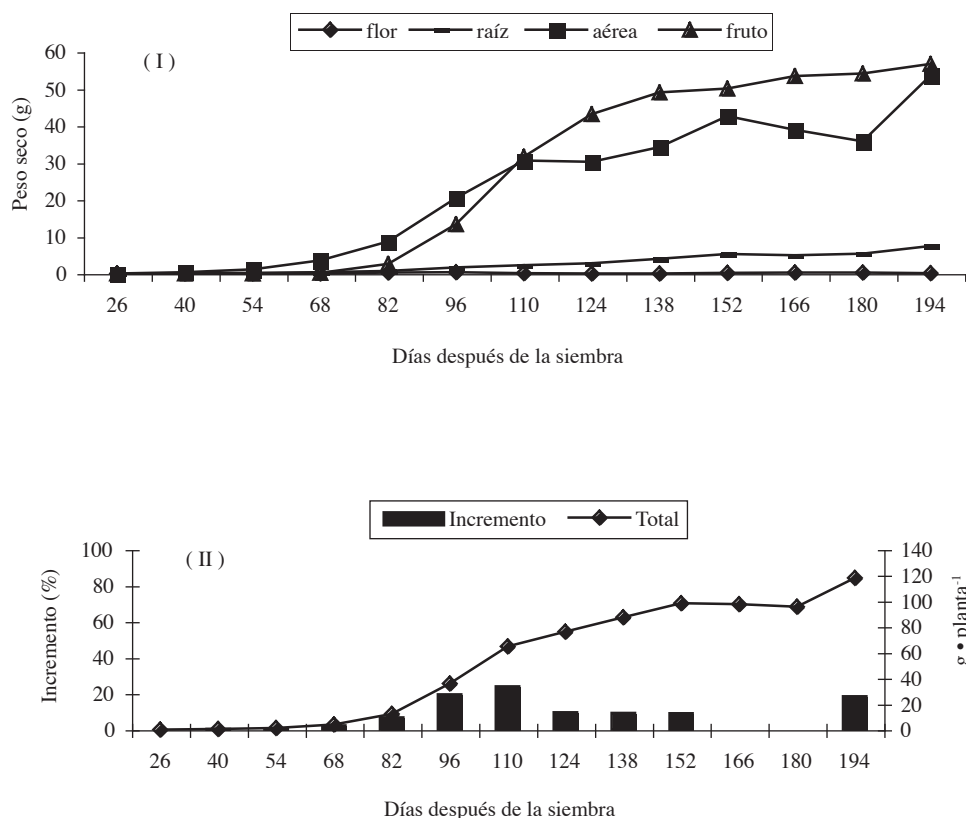 flor raíz aérea fruto
( I )
Peso seco (g)
60
50
40
30
20
10
0
26 40 54 68 82 96 110 124 138 152 166 180 194
Días después de la siembra
Incremento Total
( II )
Incremento (%)
100
80
60
40
20
0
140
120
100
80
60
40
20
0
g • planta-1
26 40 54 68 82 96 110 124 138 152 166 180 194
Días después de la siembra